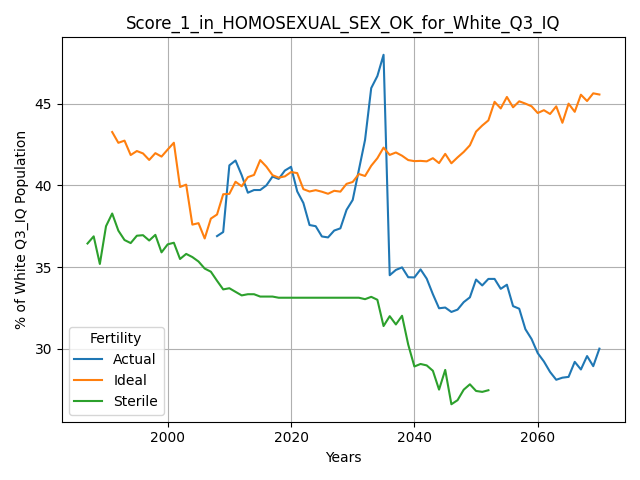 Score_1_in_HOMOSEXUAL_SEX_OK_for_White_Q3_IQ
% of White Q3_IQ Population
45
40
35
30
Fertility
Actual
Ideal
Sterile
2000
2020
2040
2060
Years